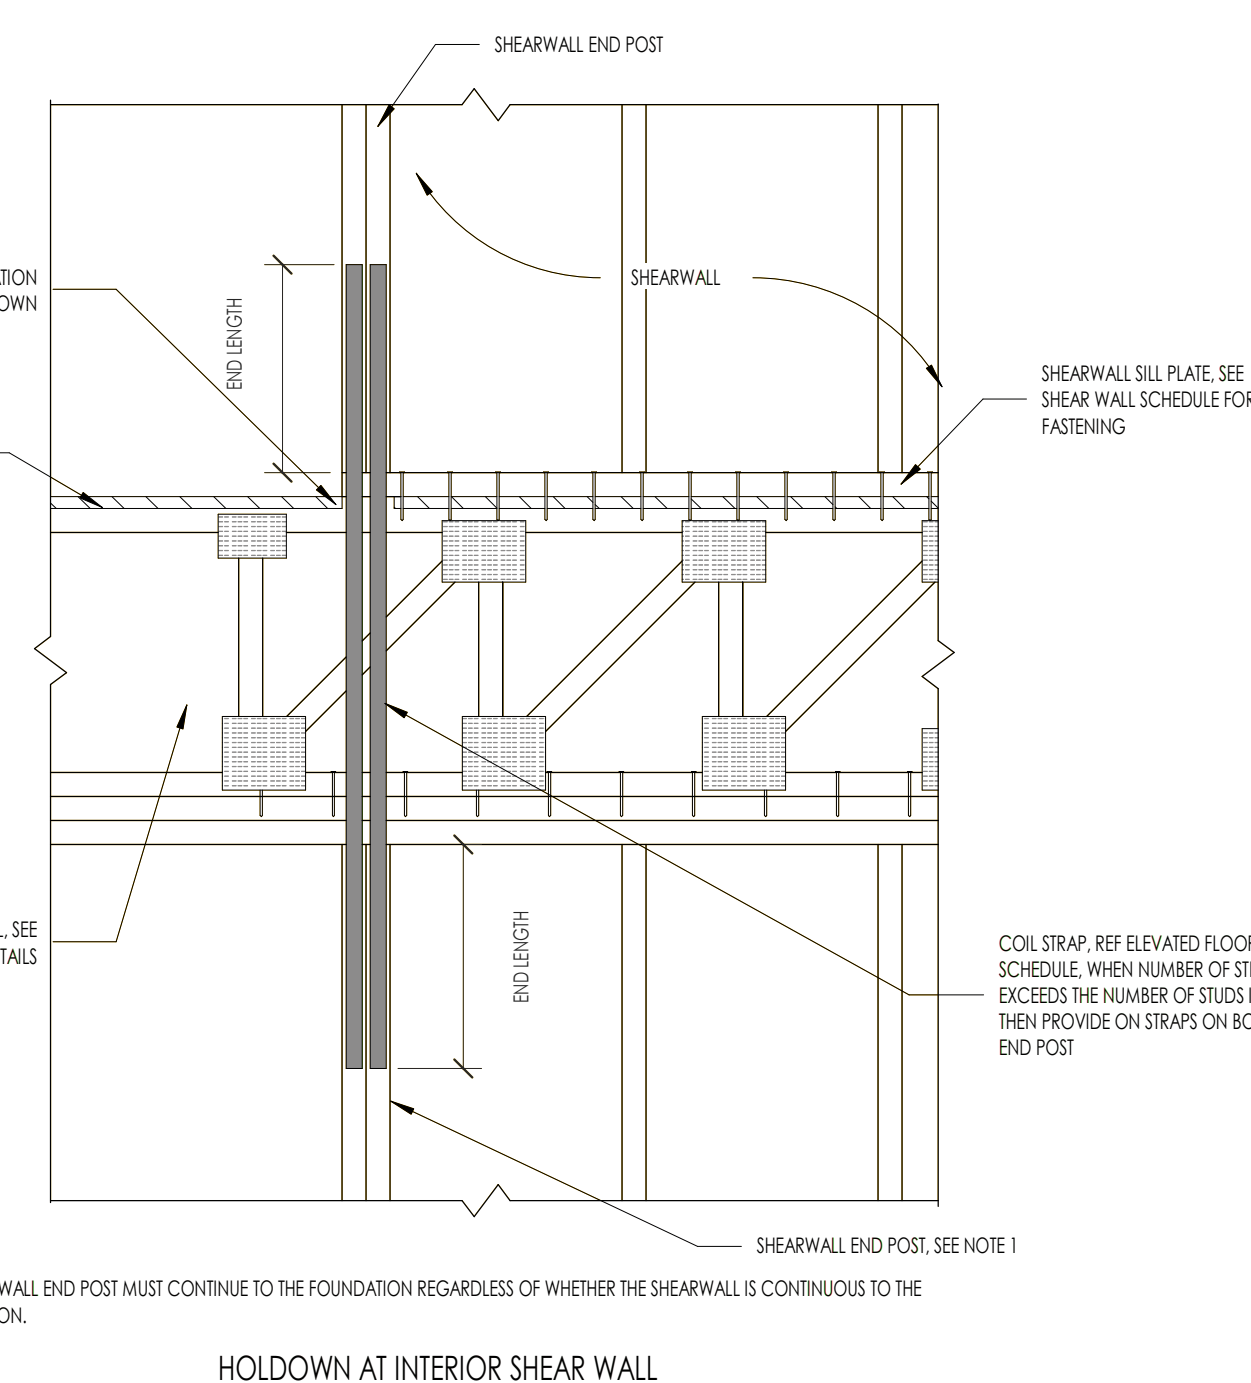 SHEARWALL END POST
ATION
OWN
END LENGTH
SHEARWALL
SHEARWALL SILL PLATE, SEE
SHEAR WALL SCHEDULE FOR
FASTENING
L, SEE
TAILS
END LENGTH
COIL STRAP, REF ELEVATED FLOOR
SCHEDULE, WHEN NUMBER OF
EXCEEDS THE NUMBER OF STUDS
THEN PROVIDE ON STRAPS ON
END POST
SHEARWALL END POST, SEE NOTE 1
WALL END POST MUST CONTINUE TO THE FOUNDATION REGARDLESS OF WHETHER THE SHEARWALL IS CONTINUOUS TO THE
ON.
HOLDOWN AT INTERIOR SHEAR WALL